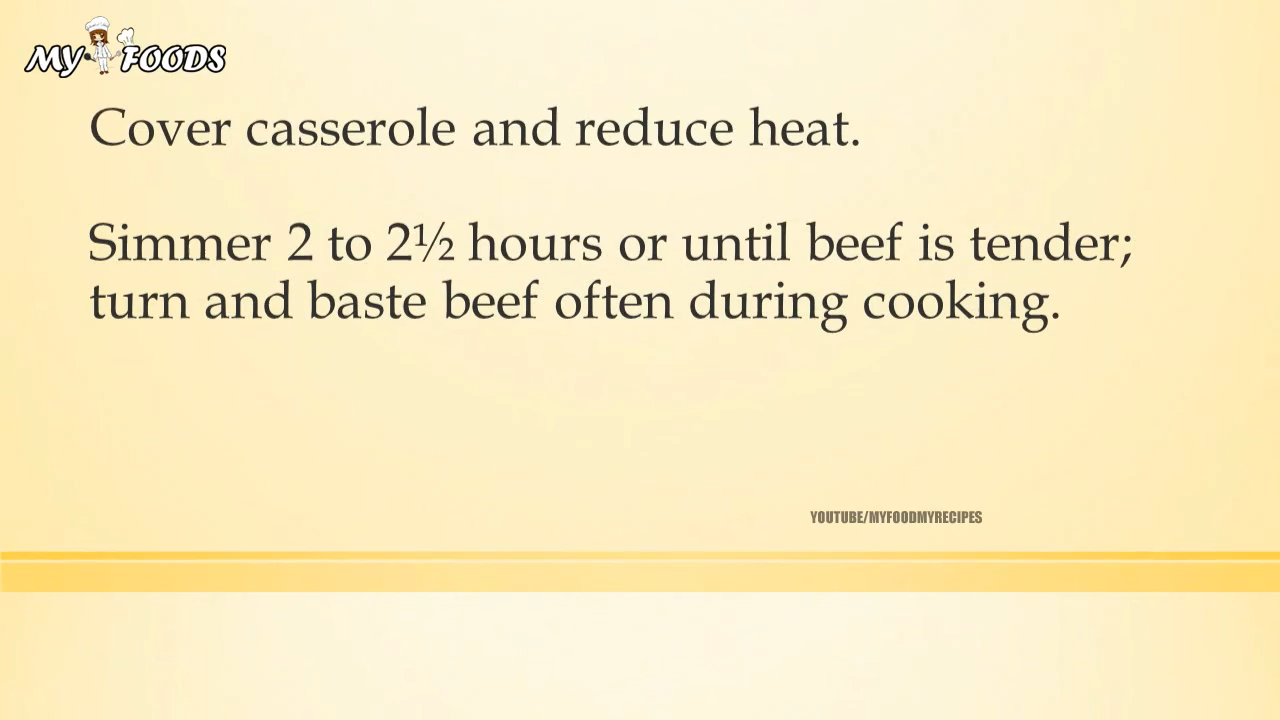 MY FOODS
Cover casserole and reduce heat.
Simmer 2 to 2½ hours or until beef is tender;
turn and baste beef often during cooking.
YOUTUBE/MYFOODMYRECIPES